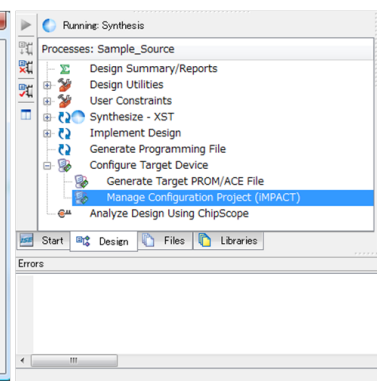 Running: Synthesis
Processes: Sample_Source
Design Summary/Reports
Design Utilities
User Constraints
Synthesize - XST
Implement Design
Generate Programming File
Configure Target Device
Generate Target PROM/ACE File
Manage Configuration Project (iMPACT)
Analyze Design Using ChipScope
Start Design Files Libraries
Errors